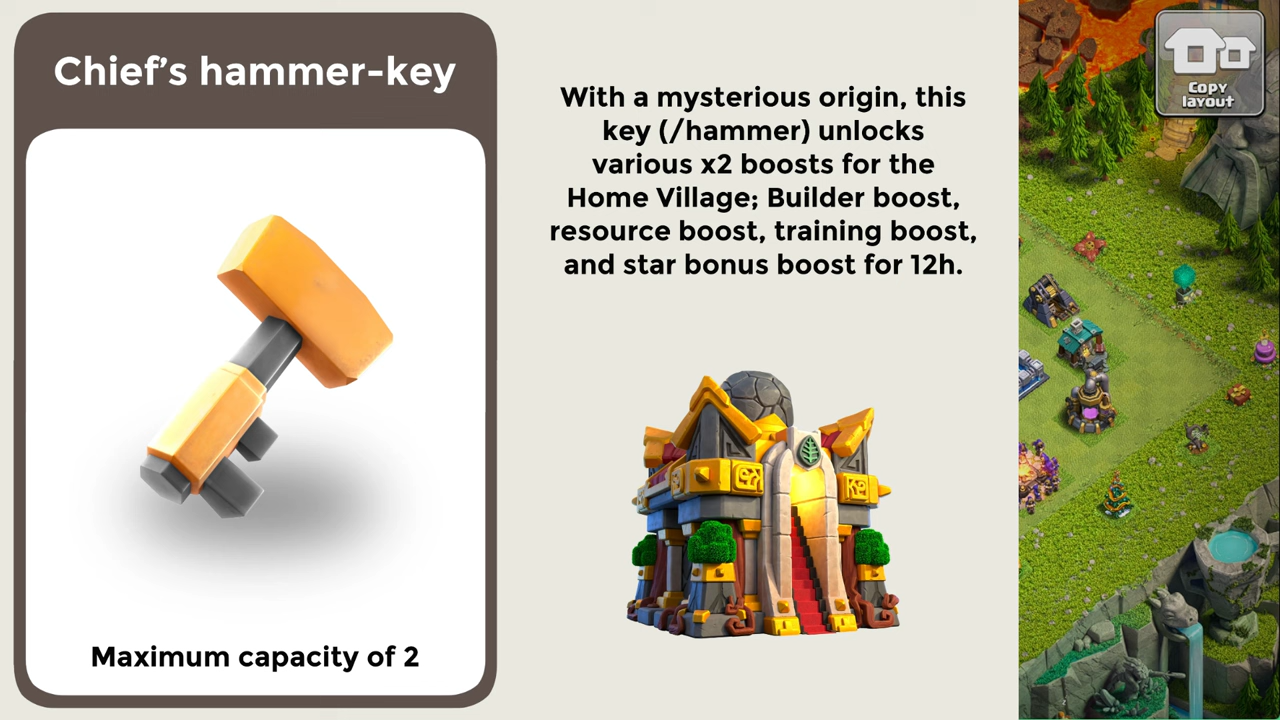 Chief’s hammer-key
Maximum capacity of 2
With a mysterious origin, this
key (/hammer) unlocks
various x2 boosts for the
Home Village; Builder boost,
resource boost, training boost,
and star bonus boost for 12h.
Copy
layout